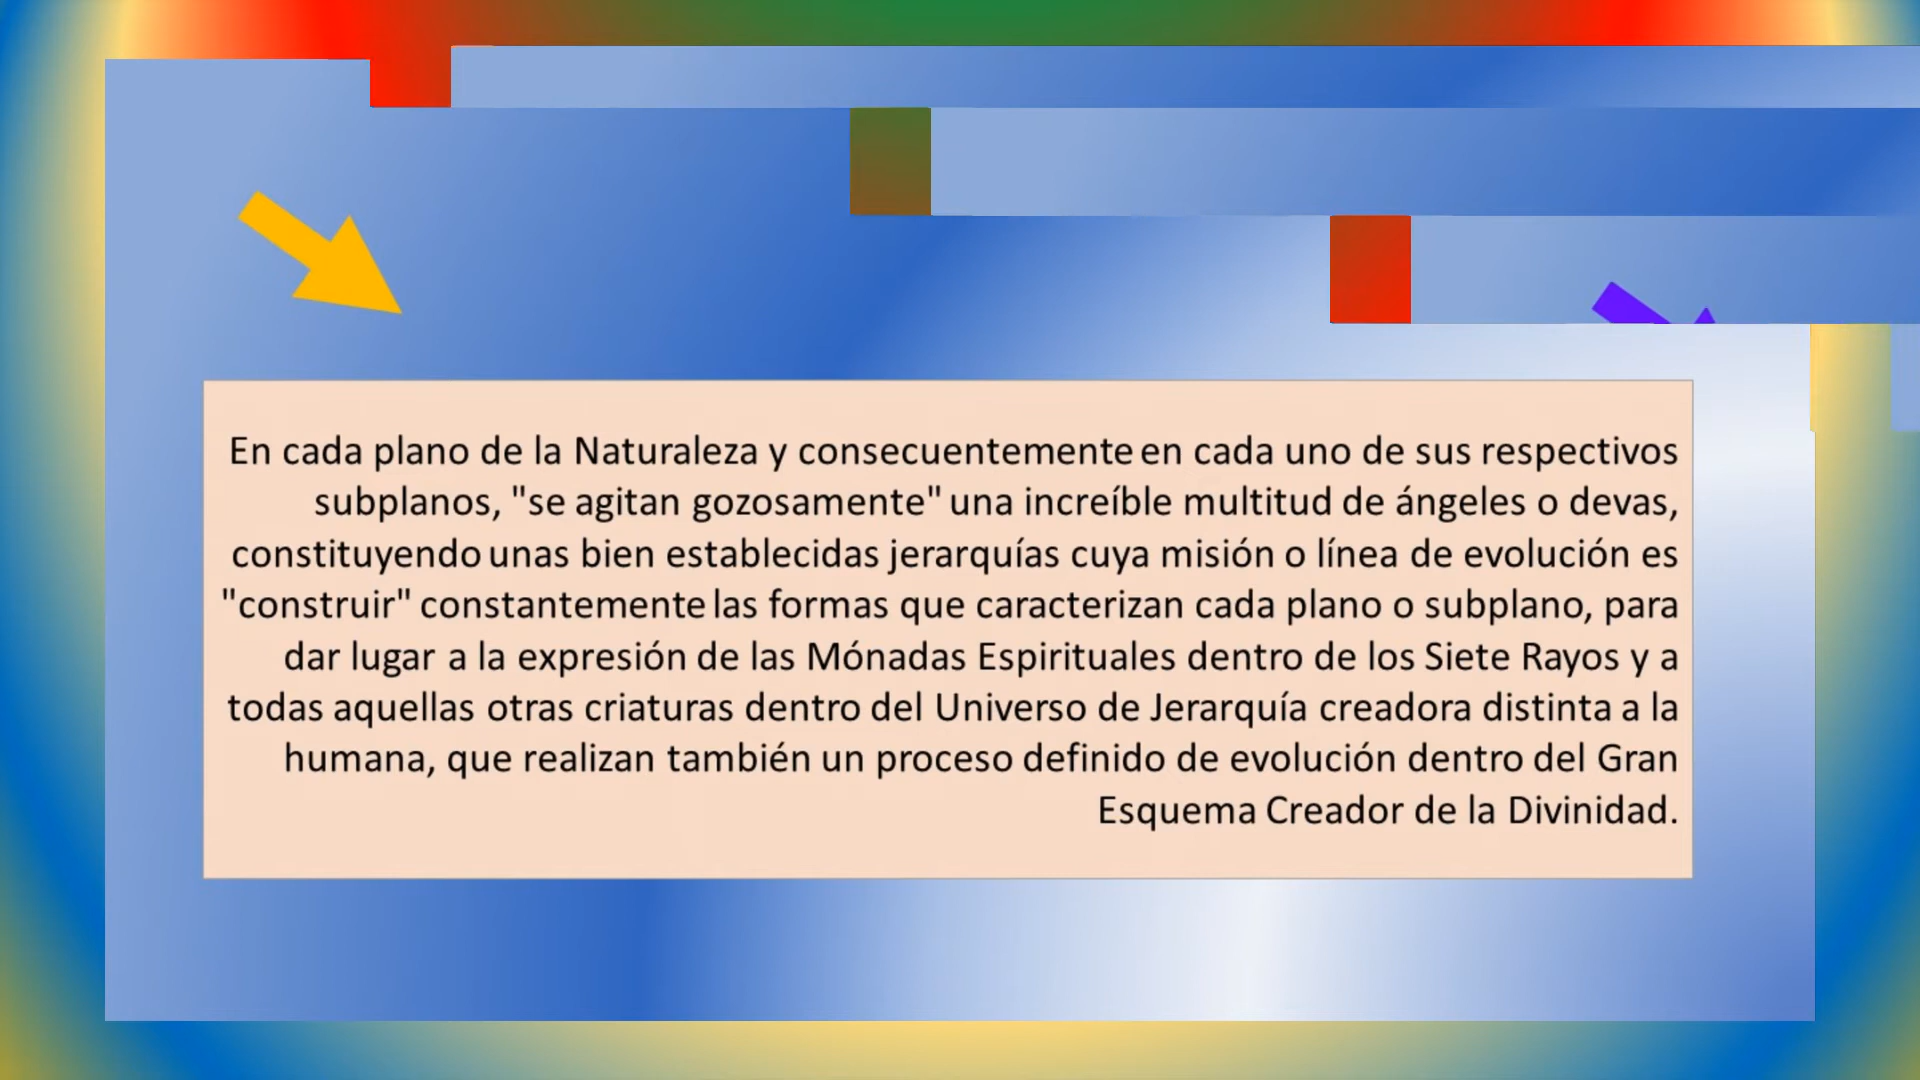 En cada plano de la Naturaleza y consecuentemente en cada uno de sus respectivos
subplanos, "se agitan gozosamente" una increíble multitud de ángeles o devas,
constituyendo unas bien establecidas jerarquías cuya misión o línea de evolución es
"construir" constantemente las formas que caracterizan cada plano o subplano, para
dar lugar a la expresión de las Mónadas Espirituales dentro de los Siete Rayos y a
todas aquellas otras criaturas dentro del Universo de Jerarquía creadora distinta a la
humana, que realizan también un proceso definido de evolución dentro del Gran
Esquema Creador de la Divinidad.